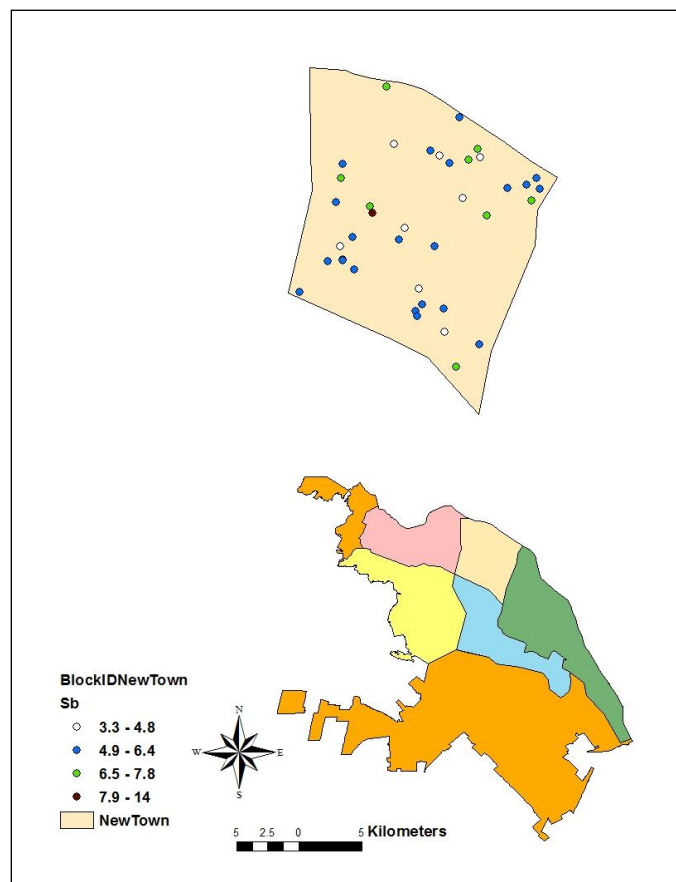 BlockIDNewTown
Sb
3.3 - 4.8
4.9 - 6.4
6.5 - 7.8
7.9 - 14
NewTown
N
W E
S
5 2.5 0 5 Kilometers